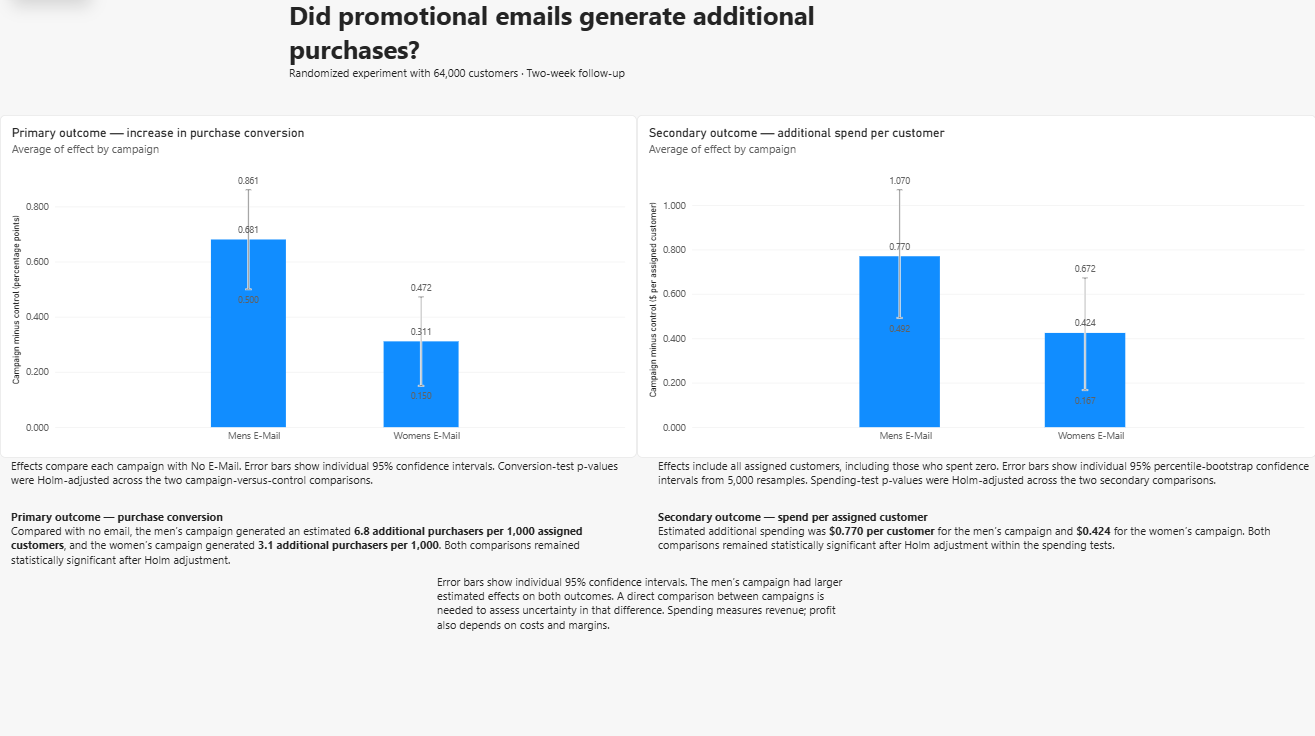 Did promotional emails generate additional
purchases?
Randomized experiment with 64,000 customers · Two-week follow-up
Primary outcome — increase in purchase conversion
Average of effect by campaign
Campaign minus control (percentage points)
0.800
0.600
0.400
0.200
0.000
0.861
0.681
0.500
0.472
0.311
0.150
Mens E-Mail
Womens E-Mail
Effects compare each campaign with No E-Mail. Error bars show individual 95% confidence intervals. Conversion-test p-values
were Holm-adjusted across the two campaign-versus-control comparisons.
Primary outcome — purchase conversion
Compared with no email, the men's campaign generated an estimated 6.8 additional purchasers per 1,000 assigned
customers, and the women's campaign generated 3.1 additional purchasers per 1,000. Both comparisons remained
statistically significant after Holm adjustment.
Secondary outcome — additional spend per customer
Average of effect by campaign
Campaign minus control ($ per assigned customer)
1.000
0.800
0.600
0.400
0.200
0.000
1.070
0.770
0.492
0.672
0.424
0.167
Mens E-Mail
Womens E-Mail
Effects include all assigned customers, including those who spent zero. Error bars show individual 95% percentile-bootstrap confidence
intervals from 5,000 resamples. Spending-test p-values were Holm-adjusted across the two secondary comparisons.
Secondary outcome — spend per assigned customer
Estimated additional spending was $0.770 per customer for the men's campaign and $0.424 for the women's campaign. Both
comparisons remained statistically significant after Holm adjustment within the spending tests.
Error bars show individual 95% confidence intervals. The men's campaign had larger
estimated effects on both outcomes. A direct comparison between campaigns is
needed to assess uncertainty in that difference. Spending measures revenue; profit
also depends on costs and margins.